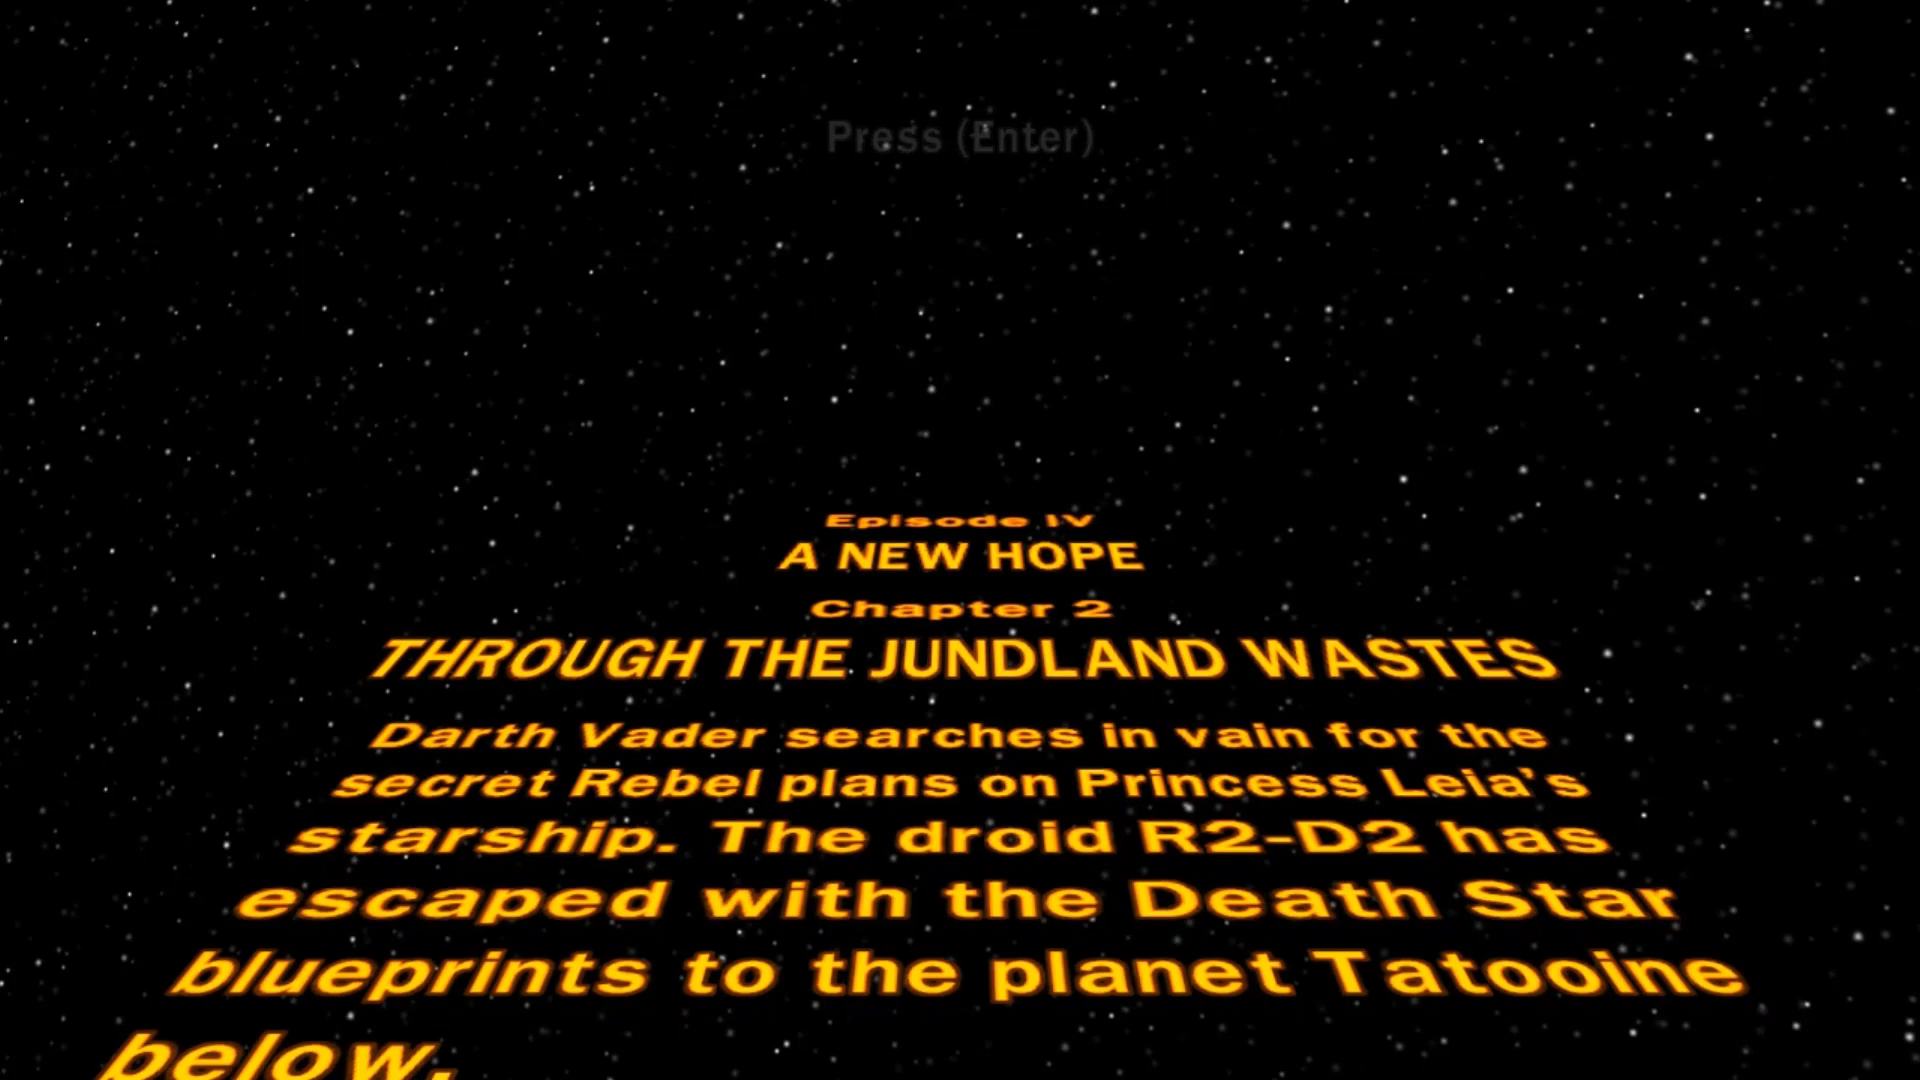 Press (Enter)
Episode IV
A NEW HOPE
Chapter 2
THROUGH THE JUNDLAND WASTES
Darth Vader searches in vain for the
secret Rebel plans on Princess Leia's
starship. The droid R2-D2 has
escaped with the Death Star
blueprints to the planet Tatooine
below.